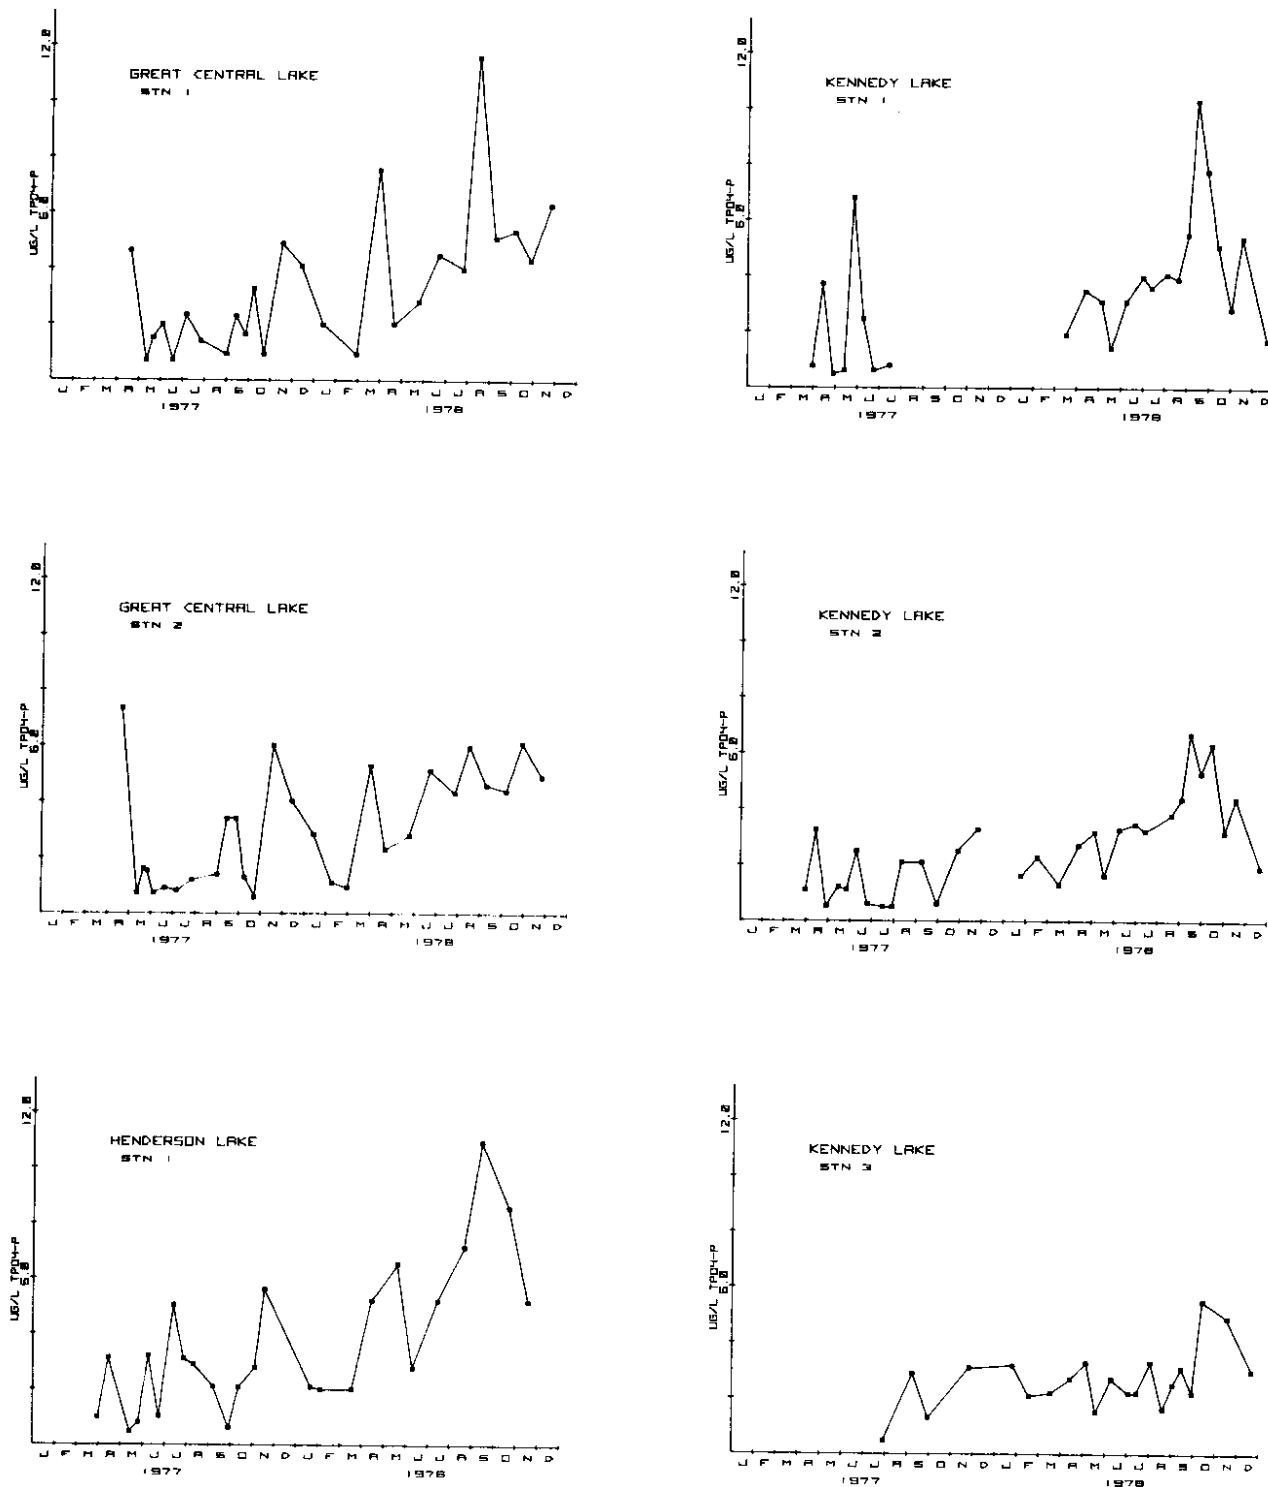 12.0
GREAT CENTRAL LAKE
STN 1
UG/L TPO4-P
6.0
J F M A M J J A S O N D J F M A M J J A S O N D
1977 1978
12.0
KENNEDY LAKE
STN 1
UG/L TPO4-P
6.0
J F M A M J J A S O N D J F M A M J J A S O N D
1977 1978
12.0
GREAT CENTRAL LAKE
STN 2
UG/L TPO4-P
6.0
J F M A M J J A S O N D J F M A M J J A S O N D
1977 1978
12.0
KENNEDY LAKE
STN 2
UG/L TPO4-P
6.0
J F M A M J J A S O N D J F M A M J J A S O N D
1977 1978
12.0
HENDERSON LAKE
STN 1
UG/L TPO4-P
6.0
J F M A M J J A S O N D J F M A M J J A S O N D
1977 1978
12.0
KENNEDY LAKE
STN 3
UG/L TPO4-P
6.0
J F M A M J J A S O N D J F M A M J J A S O N D
1977 1978